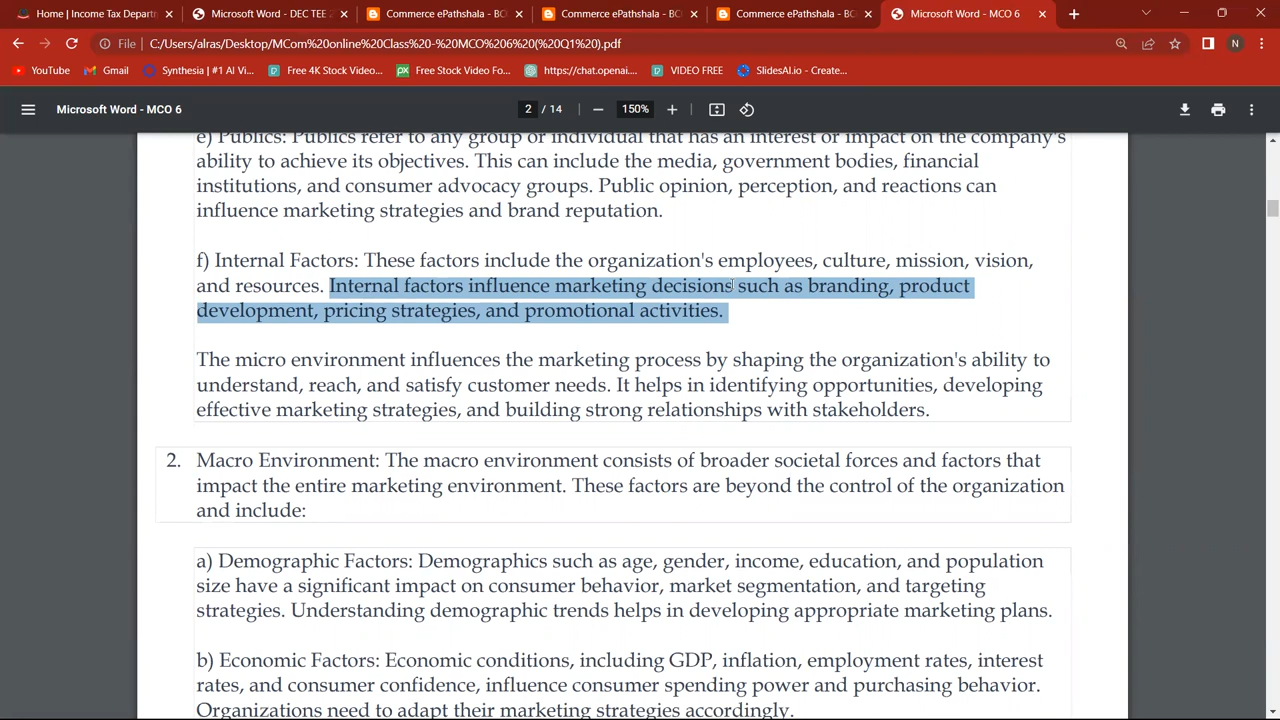 Home | Income Tax Depart
Microsoft Word - DEC TEE 2
Commerce ePathshala - BC
Commerce ePathshala - BC
Commerce ePathshala - BC
Microsoft Word - MCO 6
File
C:/Users/alras/Desktop/MCom%20online%20Class%20-%20MCO%206%20(%20Q1%20).pdf
N
YouTube
Gmail
Synthesia | #1 AI Vi...
Free 4K Stock Video...
Free Stock Video Fo...
https://chat.openai....
VIDEO FREE
SlidesAI.io - Create...
Microsoft Word - MCO 6
2 / 14
150%
e) Publics: Publics refer to any group or individual that has an interest or impact on the company's
ability to achieve its objectives. This can include the media, government bodies, financial
institutions, and consumer advocacy groups. Public opinion, perception, and reactions can
influence marketing strategies and brand reputation.
f) Internal Factors: These factors include the organization's employees, culture, mission, vision,
and resources. Internal factors influence marketing decisions such as branding, product
development, pricing strategies, and promotional activities.
The micro environment influences the marketing process by shaping the organization's ability to
understand, reach, and satisfy customer needs. It helps in identifying opportunities, developing
effective marketing strategies, and building strong relationships with stakeholders.
2. Macro Environment: The macro environment consists of broader societal forces and factors that
impact the entire marketing environment. These factors are beyond the control of the organization
and include:
a) Demographic Factors: Demographics such as age, gender, income, education, and population
size have a significant impact on consumer behavior, market segmentation, and targeting
strategies. Understanding demographic trends helps in developing appropriate marketing plans.
b) Economic Factors: Economic conditions, including GDP, inflation, employment rates, interest
rates, and consumer confidence, influence consumer spending power and purchasing behavior.
Organizations need to adapt their marketing strategies accordingly.